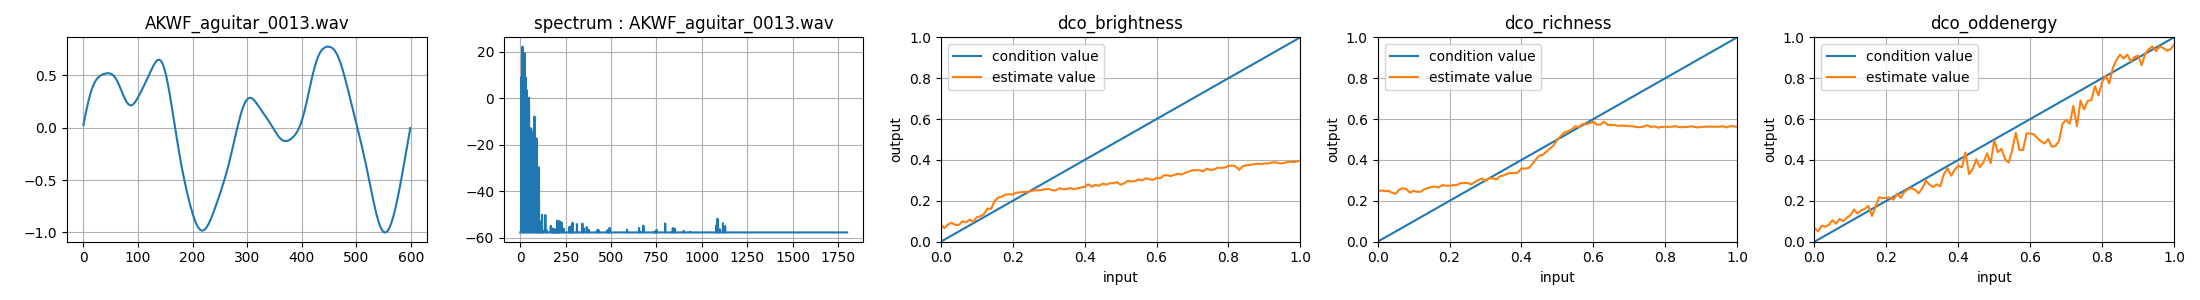 AKWF_aguitar_0013.wav
0.5
0.0
−0.5
−1.0
0 100 200 300 400 500 600
spectrum : AKWF_aguitar_0013.wav
20
0
−20
−40
−60
0 250 500 750 1000 1250 1500 1750
dco_brightness
condition value
estimate value
output
1.0
0.8
0.6
0.4
0.2
0.0
0.0 0.2 0.4 0.6 0.8 1.0
input
dco_richness
condition value
estimate value
output
1.0
0.8
0.6
0.4
0.2
0.0
0.0 0.2 0.4 0.6 0.8 1.0
input
dco_oddenergy
condition value
estimate value
output
1.0
0.8
0.6
0.4
0.2
0.0
0.0 0.2 0.4 0.6 0.8 1.0
input